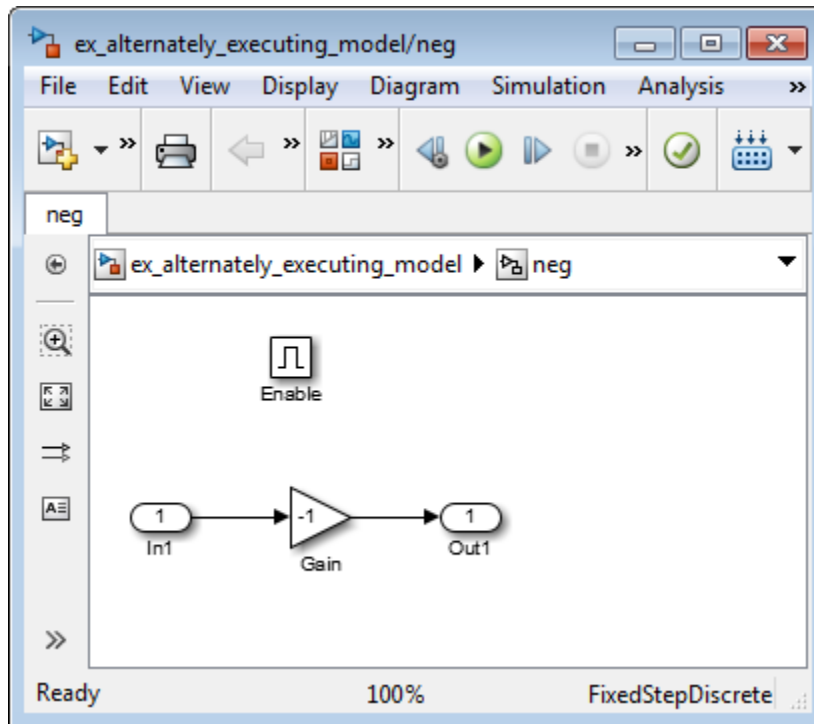 ex_alternately_executing_model/neg
File Edit View Display Diagram Simulation Analysis »
» » » »
neg
ex_alternately_executing_model neg
Enable
A
1 -1 1
In1 Gain Out1
»
Ready 100% FixedStepDiscrete